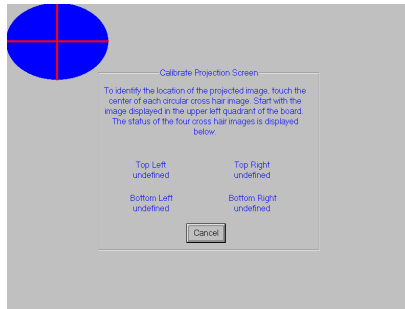 Calibrate Projection Screen
To identify the location of the projected image, touch the
center of each circular cross hair image. Start with the
image displayed in the upper left quadrant of the board.
The status of the four cross hair images is displayed
below.
Top Left Top Right
undefined undefined
Bottom Left Bottom Right
undefined undefined
Cancel